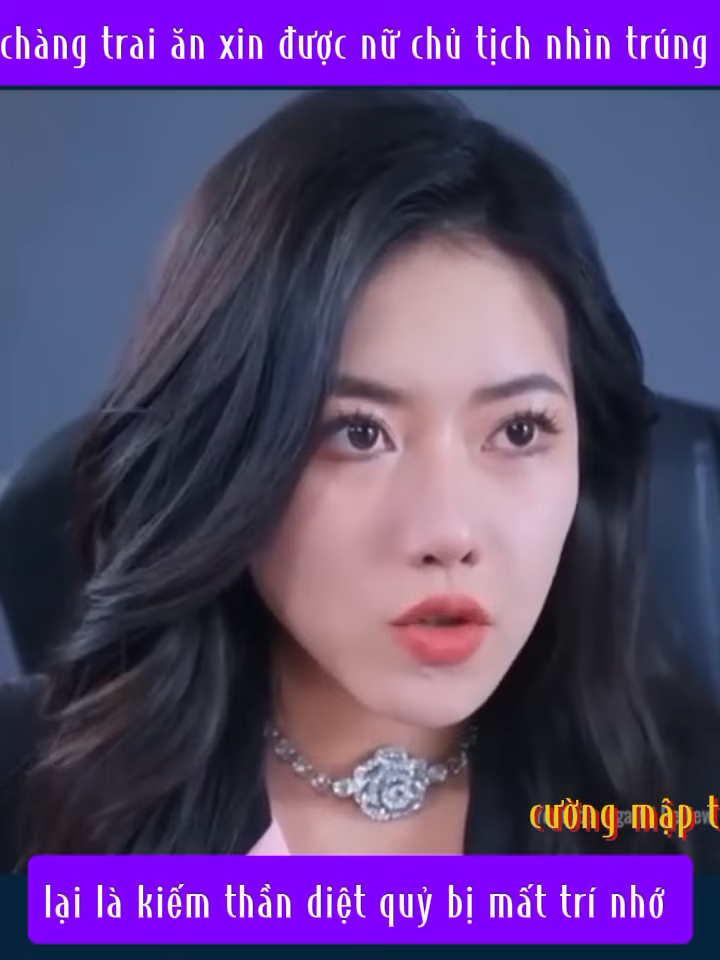 chàng trai ăn xin được nữ chủ tịch nhìn trúng
cường mập
lại là kiếm thần diệt quỷ bị mất trí nhớ